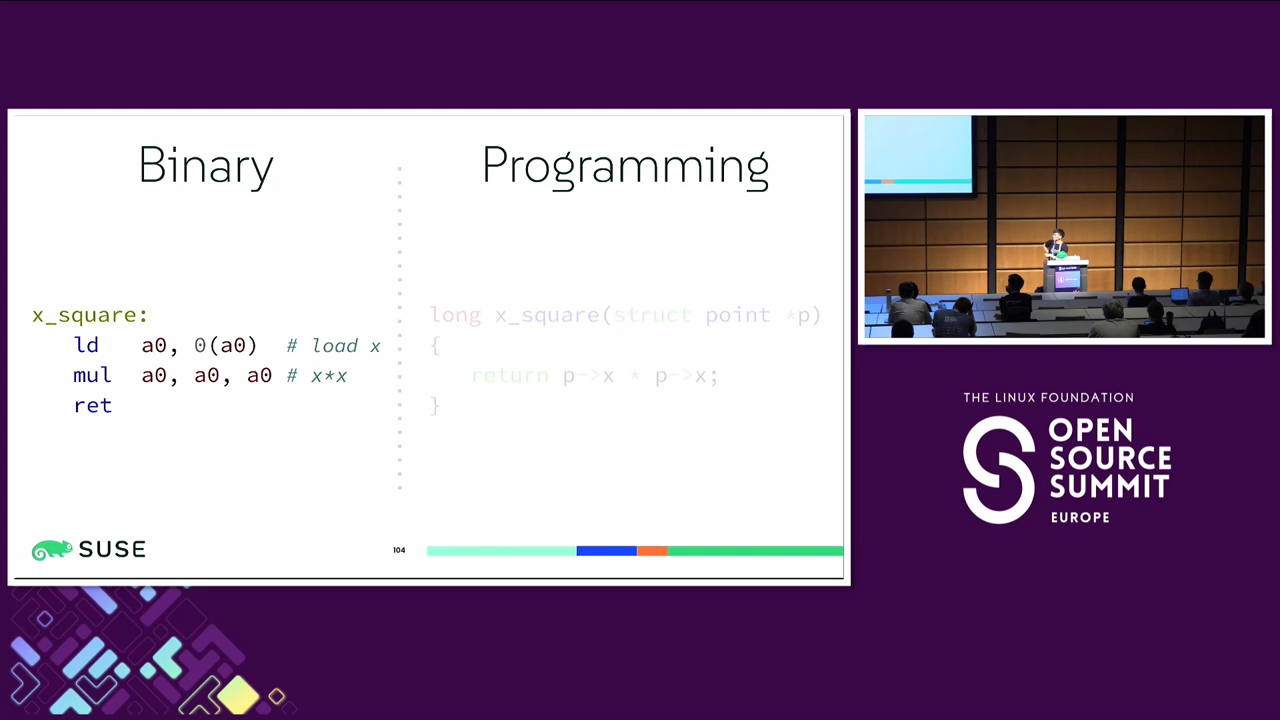 Binary
Programming
x_square:
ld a0, 0(a0) # load x
mul a0, a0, a0 # x*x
ret
long x_square(struct point *p)
{
return p->x * p->x;
}
SUSE
104
THE LINUX FOUNDATION
OPEN
SOURCE
SUMMIT
EUROPE